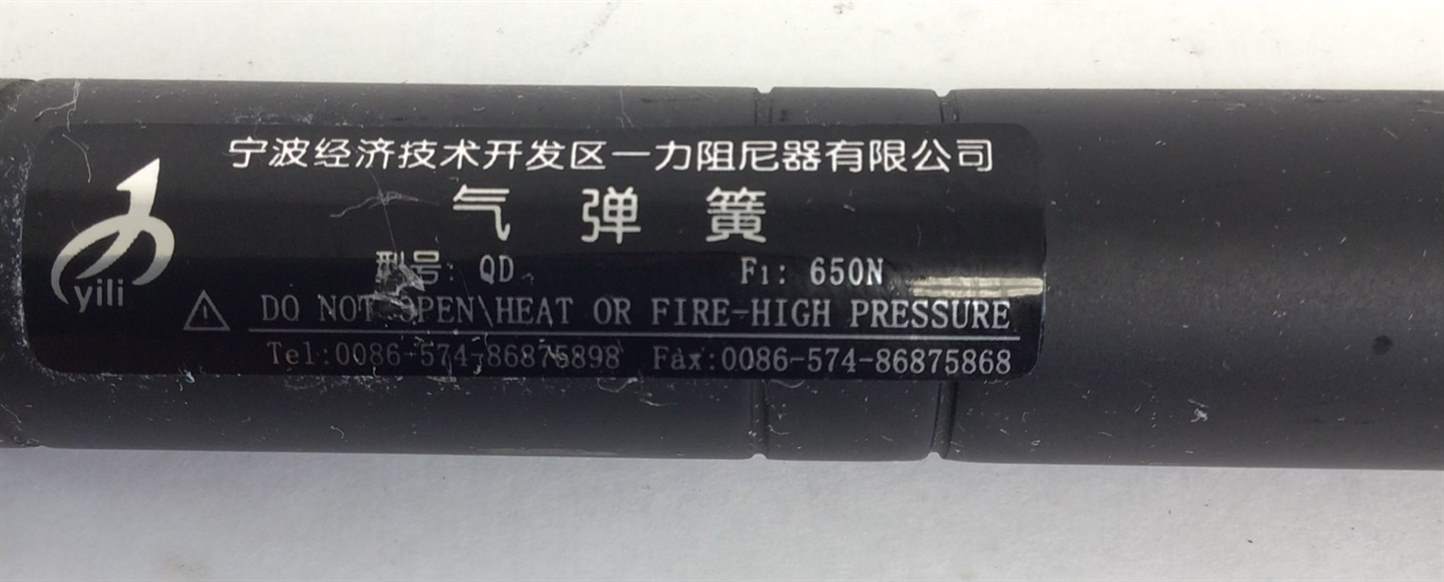 宁波经济技术开发区一力阻尼器有限公司
气弹簧
yili
型号: QD F1: 650N
DO NOT OPEN\HEAT OR FIRE-HIGH PRESSURE
Tel:0086-574-86875898 Fax:0086-574-86875868